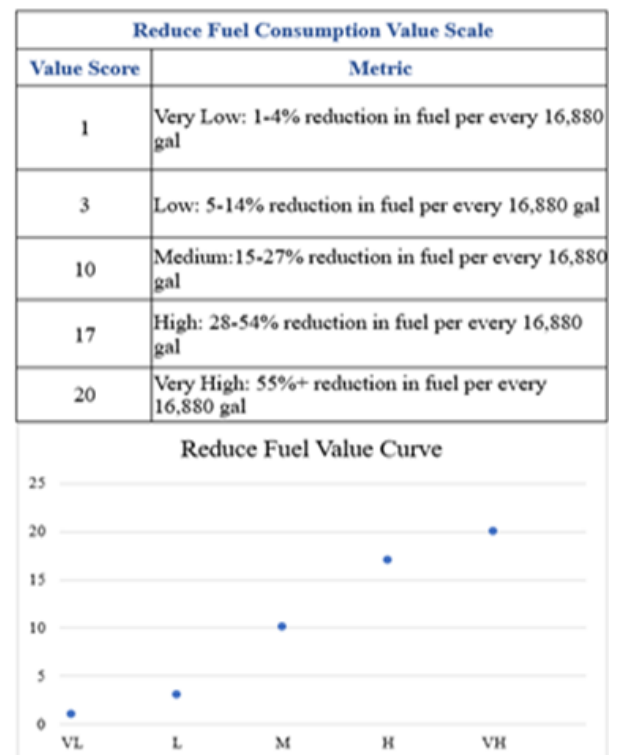 Reduce Fuel Consumption Value Scale
Value Score Metric
1 Very Low: 1-4% reduction in fuel per every 16,880
gal
3 Low: 5-14% reduction in fuel per every 16,880 gal
10 Medium:15-27% reduction in fuel per every 16,880
gal
17 High: 28-54% reduction in fuel per every 16,880
gal
20 Very High: 55%+ reduction in fuel per every
16,880 gal
Reduce Fuel Value Curve
25
20
15
10
5
0
VL L M H VH